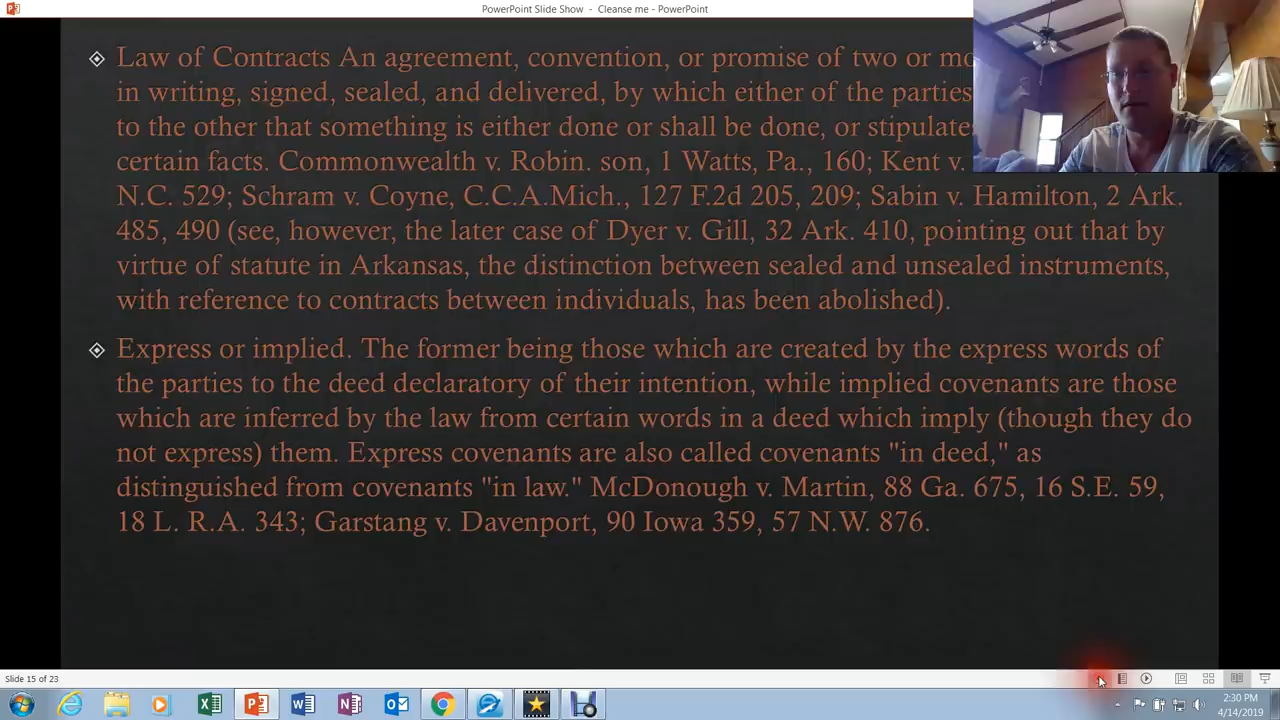 PowerPoint Slide Show - Cleanse me - PowerPoint
Law of Contracts An agreement, convention, or promise of two or
in writing, signed, sealed, and delivered, by which either of the parties
to the other that something is either done or shall be done, or
certain facts. Commonwealth v. Robin. son, 1 Watts, Pa., 160; Kent v.
N.C. 529; Schram v. Coyne, C.C.A.Mich., 127 F.2d 205, 209; Sabin v. Hamilton, 2 Ark.
485, 490 (see, however, the later case of Dyer v. Gill, 32 Ark. 410, pointing out that by
virtue of statute in Arkansas, the distinction between sealed and unsealed instruments,
with reference to contracts between individuals, has been abolished).
Express or implied. The former being those which are created by the express words of
the parties to the deed declaratory of their intention, while implied covenants are those
which are inferred by the law from certain words in a deed which imply (though they do
not express) them. Express covenants are also called covenants "in deed," as
distinguished from covenants "in law." McDonough v. Martin, 88 Ga. 675, 16 S.E. 59,
18 L. R.A. 343; Garstang v. Davenport, 90 Iowa 359, 57 N.W. 876.
Slide 15 of 23
2:30 PM
4/14/2019